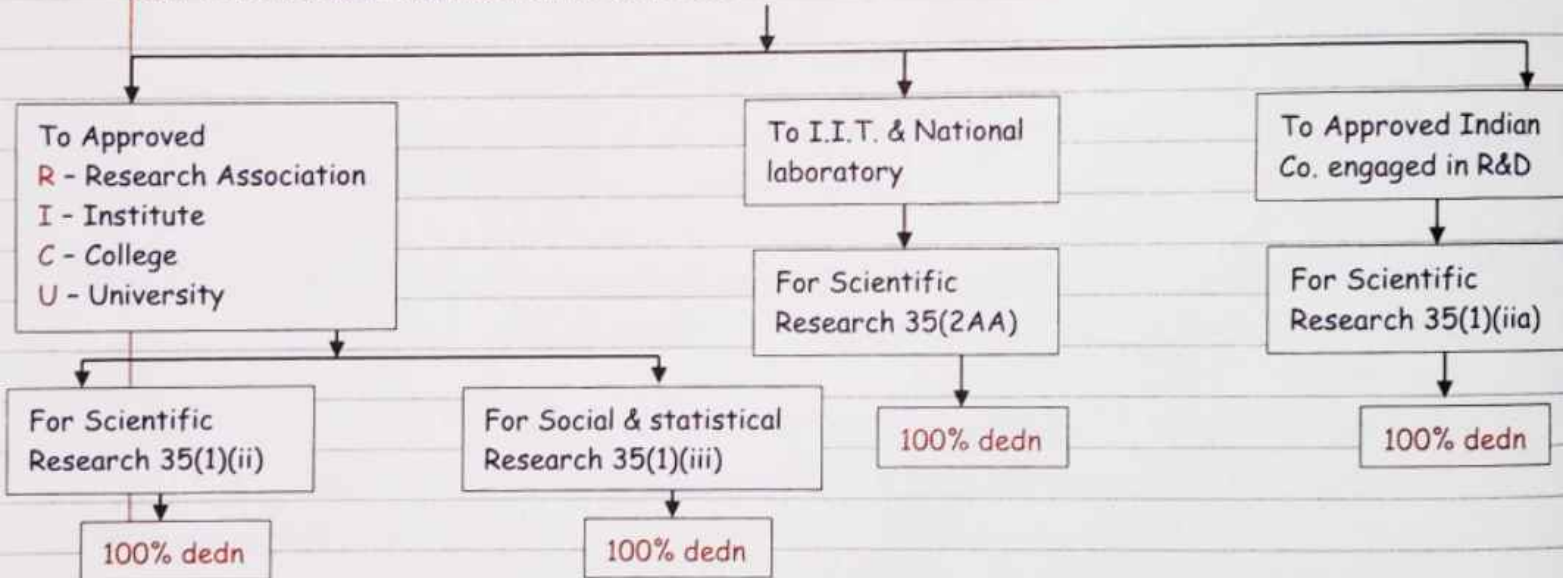 To Approved
R - Research Association
I - Institute
C - College
U - University
To I.I.T. & National
laboratory
To Approved Indian
Co. engaged in R&D
For Scientific
Research 35(2AA)
For Scientific
Research 35(1)(iia)
For Scientific
Research 35(1)(ii)
For Social & statistical
Research 35(1)(iii)
100% dedn
100% dedn
100% dedn
100% dedn